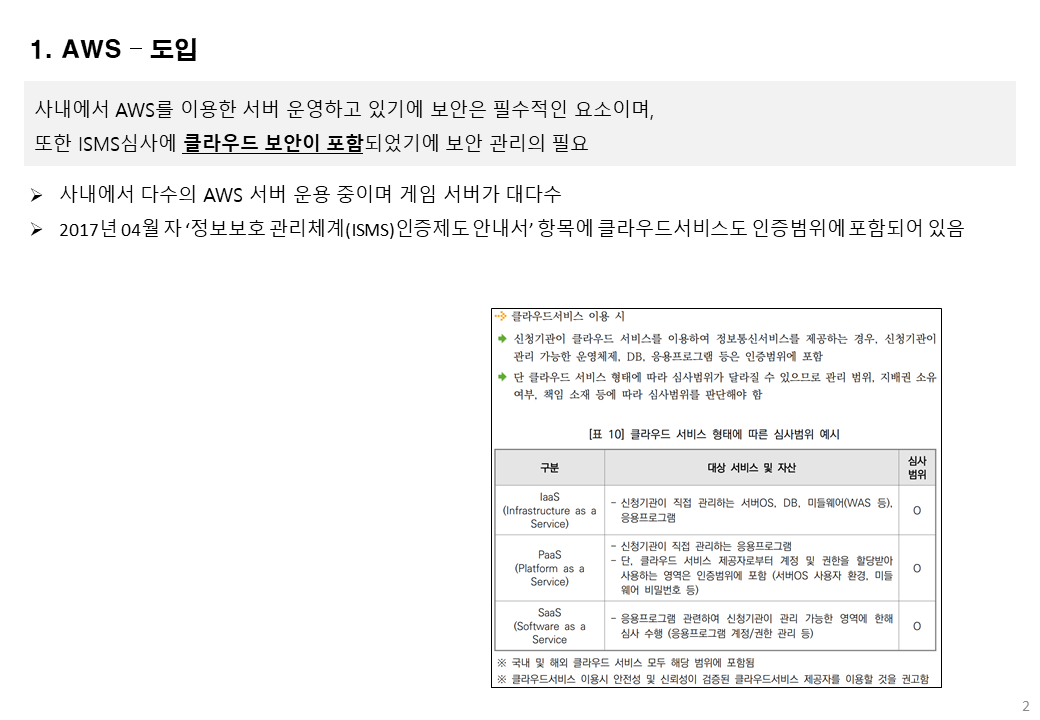 1. AWS – 도입
사내에서 AWS를 이용한 서버 운영하고 있기에 보안은 필수적인 요소이며,
또한 ISMS심사에 클라우드 보안이 포함되었기에 보안 관리의 필요
➢ 사내에서 다수의 AWS 서버 운용 중이며 게임 서버가 대다수
➢ 2017년 04월 자 ‘정보보호 관리체계(ISMS)인증제도 안내서’ 항목에 클라우드서비스도 인증범위에 포함되어 있음
클라우드서비스 이용 시
신청기관이 클라우드 서비스를 이용하여 정보통신서비스를 제공하는 경우, 신청기관이
관리 가능한 운영체제, DB, 응용프로그램 등은 인증범위에 포함
단 클라우드 서비스 형태에 따라 심사범위가 달라질 수 있으므로 관리 범위, 지배권 소유
여부, 책임 소재 등에 따라 심사범위를 판단해야 함
[표 10] 클라우드 서비스 형태에 따른 심사범위 예시
구분
대상 서비스 및 자산
심사
범위
IaaS
(Infrastructure as a
Service)
- 신청기관이 직접 관리하는 서버OS, DB, 미들웨어(WAS 등),
응용프로그램
O
PaaS
(Platform as a
Service)
- 신청기관이 직접 관리하는 응용프로그램
- 단, 클라우드 서비스 제공자로부터 계정 및 권한을 할당받아
사용하는 영역은 인증범위에 포함 (서버OS 사용자 환경, 미들
웨어 비밀번호 등)
O
SaaS
(Software as a
Service
- 응용프로그램 관련하여 신청기관이 관리 가능한 영역에 한해
심사 수행 (응용프로그램 계정/권한 관리 등)
O
※ 국내 및 해외 클라우드 서비스 모두 해당 범위에 포함됨
※ 클라우드서비스 이용시 안전성 및 신뢰성이 검증된 클라우드서비스 제공자를 이용할 것을 권고함
2